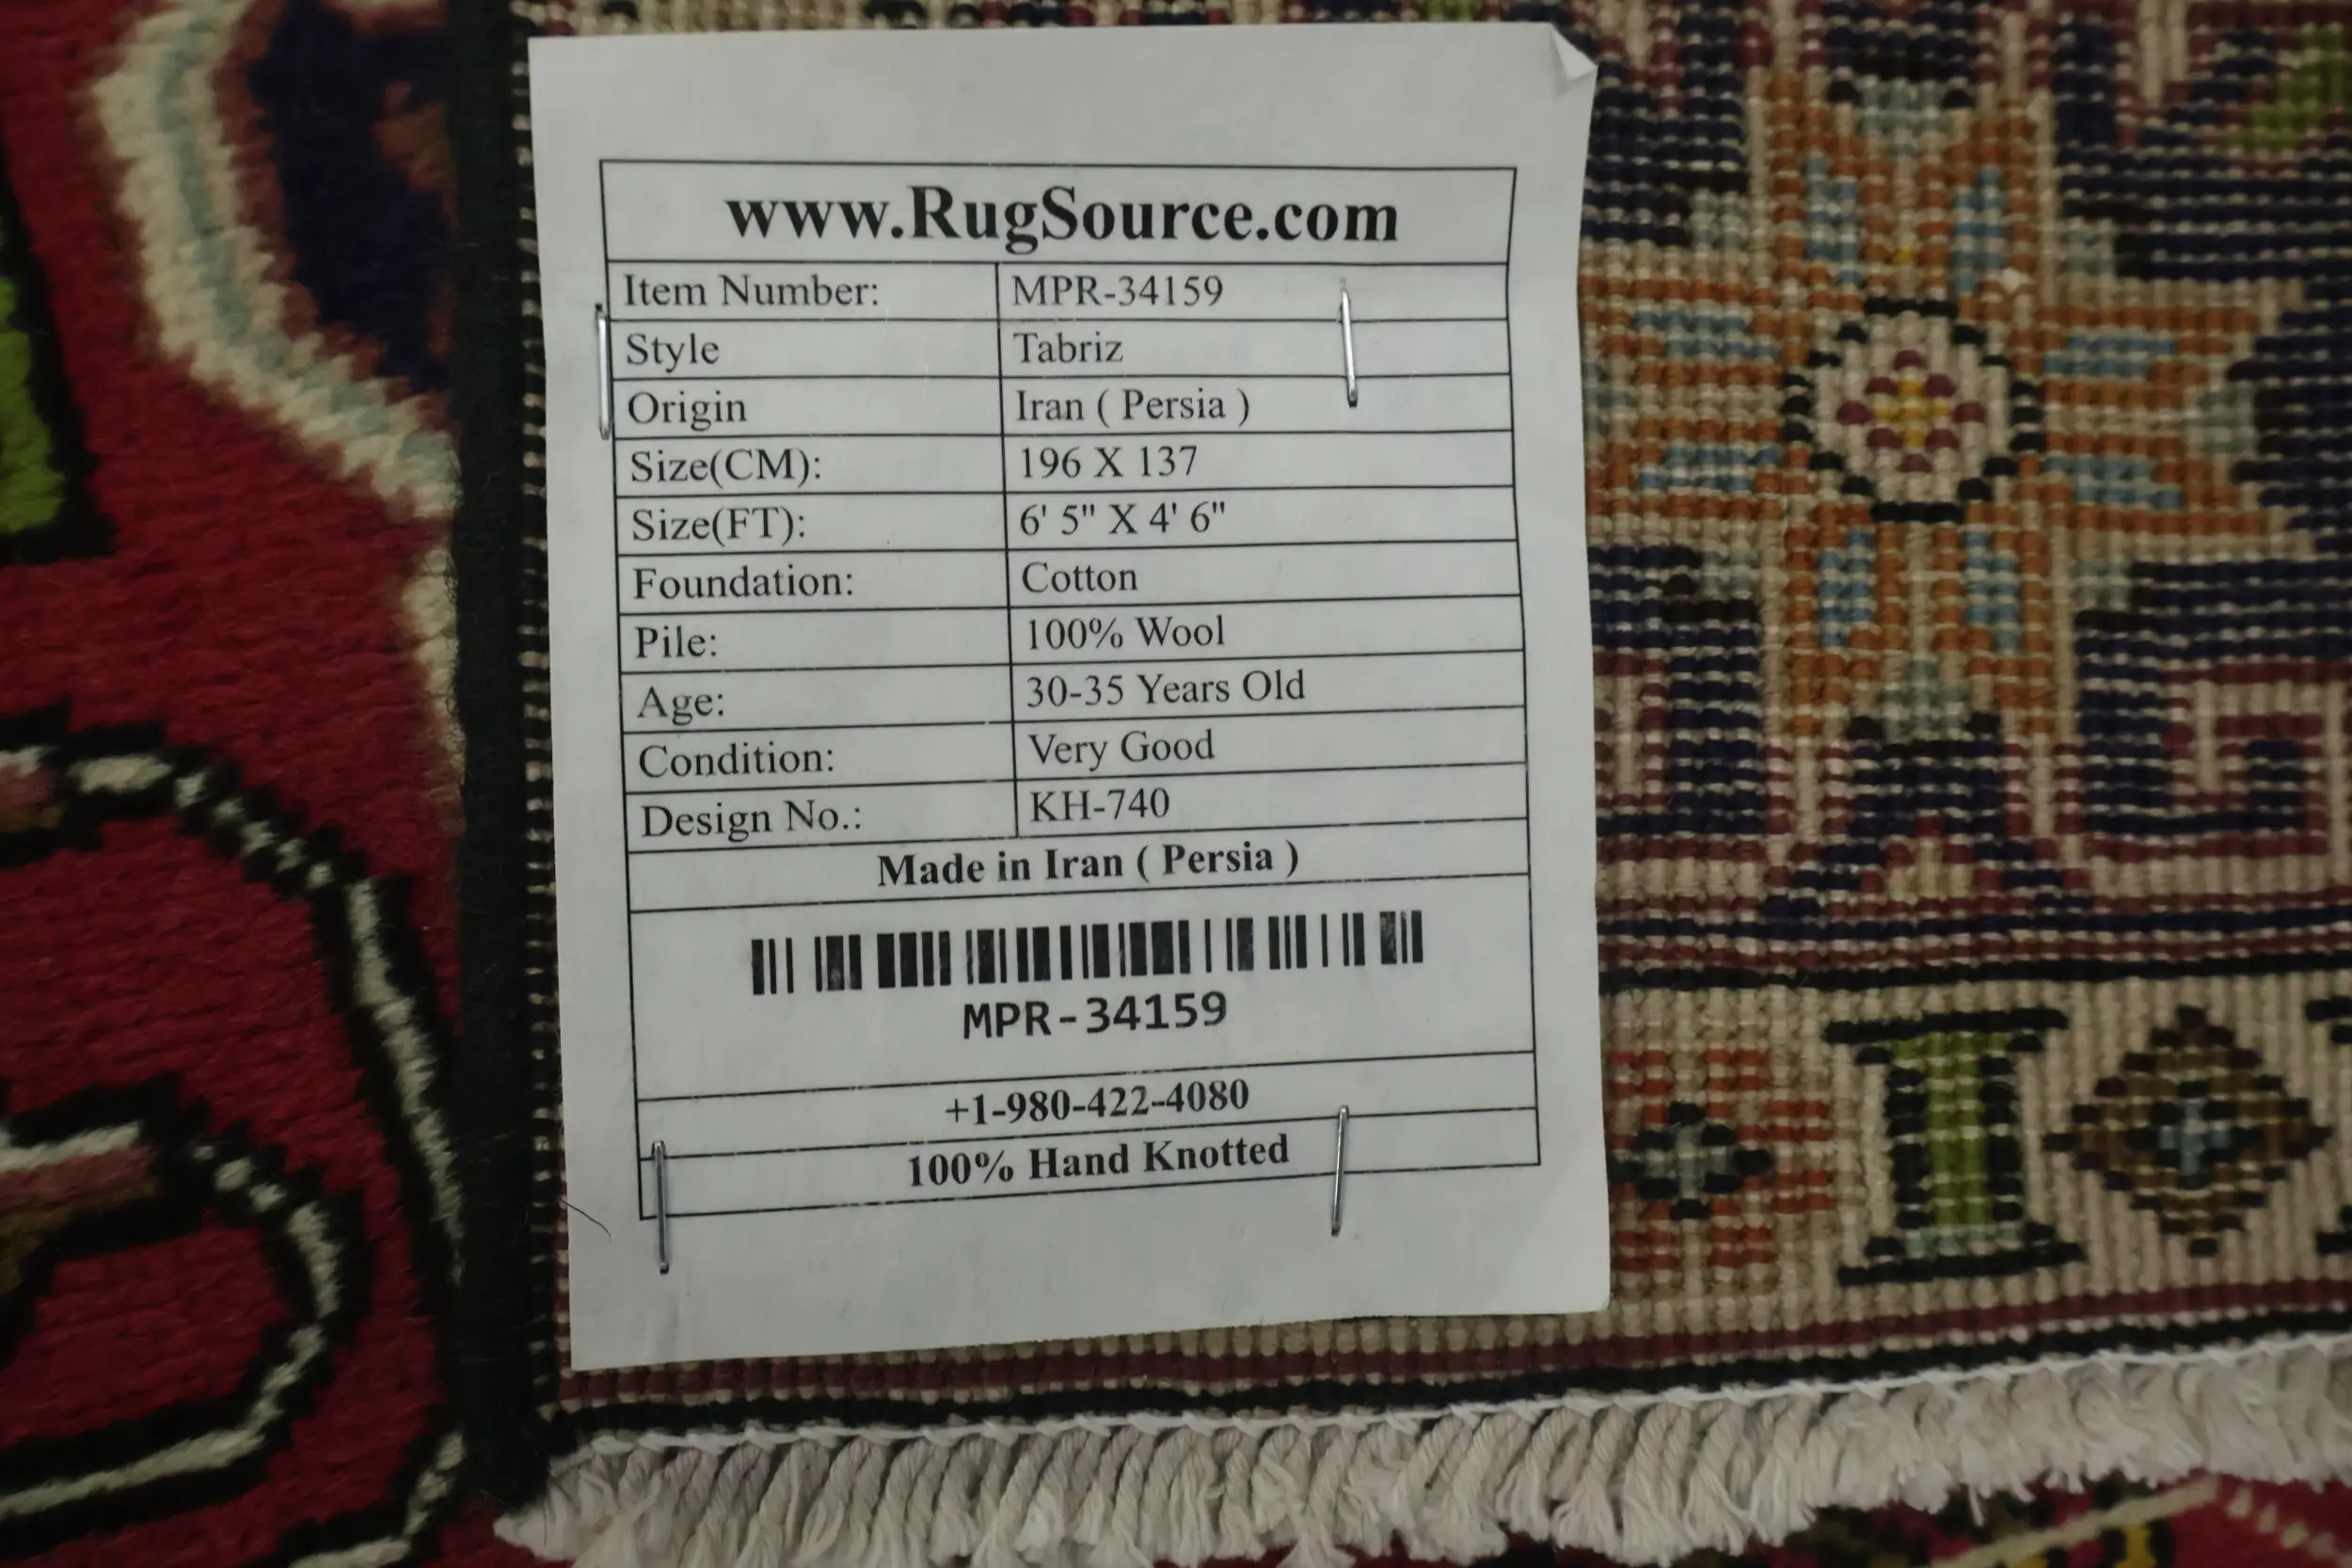 www.RugSource.com
Item Number: MPR-34159
Style Tabriz
Origin Iran ( Persia )
Size(CM): 196 X 137
Size(FT): 6' 5" X 4' 6"
Foundation: Cotton
Pile: 100% Wool
Age: 30-35 Years Old
Condition: Very Good
Design No.: KH-740
Made in Iran ( Persia )
MPR-34159
+1-980-422-4080
100% Hand Knotted